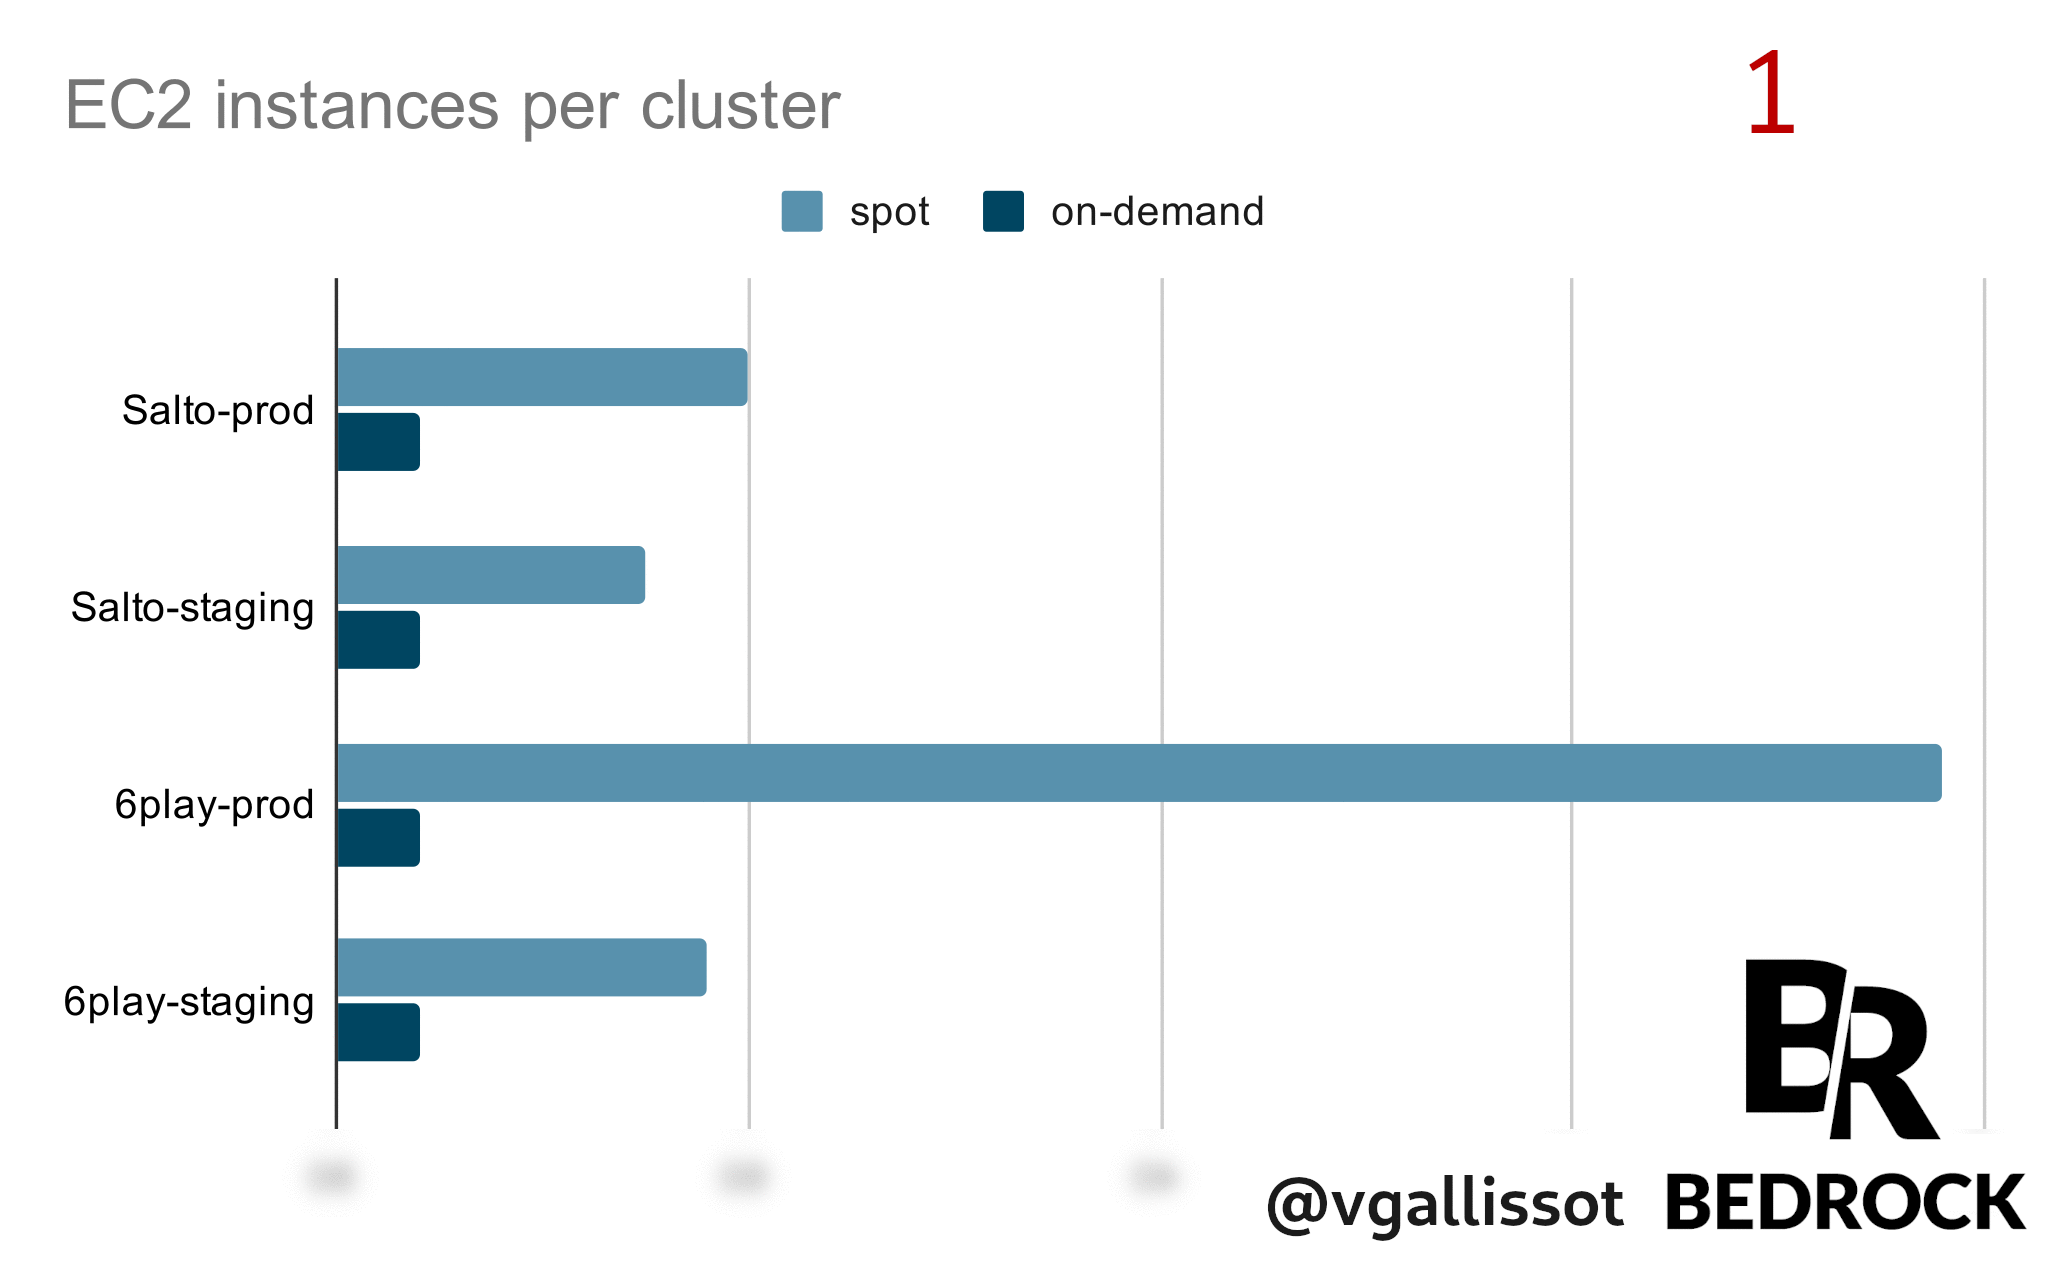 EC2 instances per cluster
1
spot
on-demand
Salto-prod
Salto-staging
6play-prod
6play-staging
BR
@vgallissot
BEDROCK